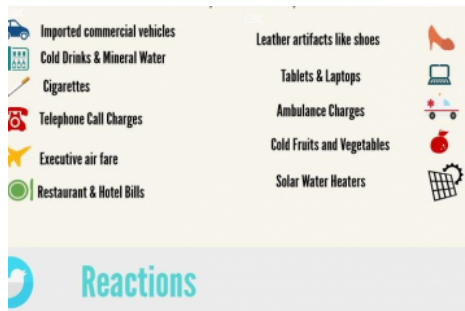 Imported commercial vehicles
Cold Drinks & Mineral Water
Cigarettes
Telephone Call Charges
Executive air fare
Restaurant & Hotel Bills
Leather artifacts like shoes
Tablets & Laptops
Ambulance Charges
Cold Fruits and Vegetables
Solar Water Heaters
Reactions